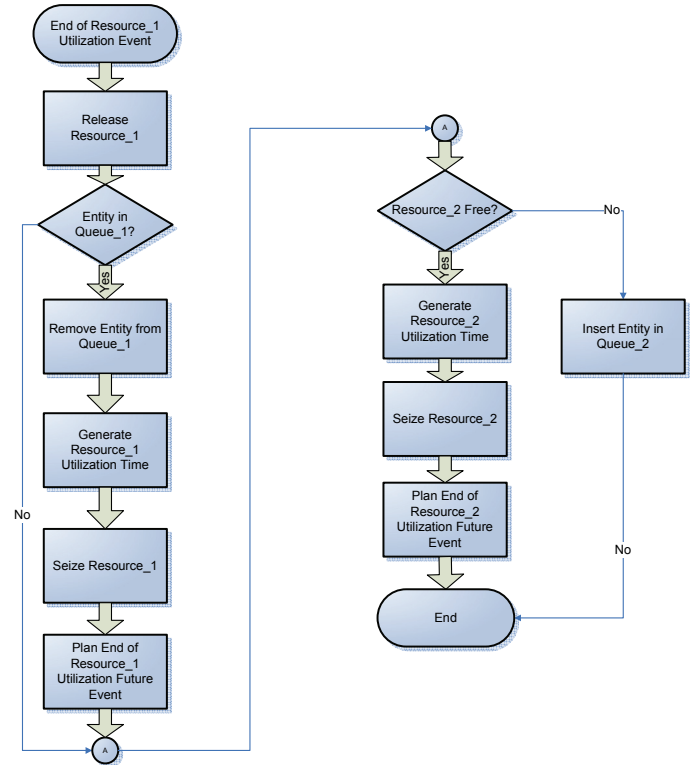 End of Resource_1
Utilization Event
Release
Resource_1
Entity in
Queue_1?
Yes
Remove Entity from
Queue_1
Generate
Resource_1
Utilization Time
No
Seize Resource_1
Plan End of
Resource_1
Utilization Future
Event
A
A
Resource_2 Free?
No
Yes
Generate
Resource_2
Utilization Time
Insert Entity in
Queue_2
Seize Resource_2
Plan End of
Resource_2
Utilization Future
Event
No
End